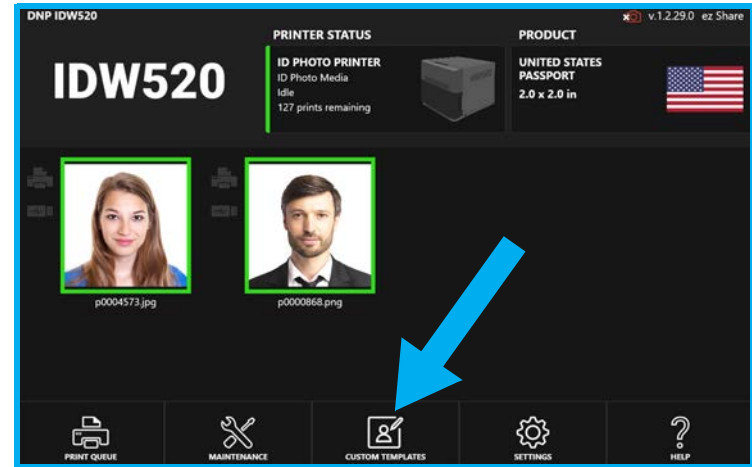 DNP IDW520
v.1.2.29.0 ez Share
IDW520
PRINTER STATUS
ID PHOTO PRINTER
ID Photo Media
Idle
127 prints remaining
PRODUCT
UNITED STATES
PASSPORT
2.0 x 2.0 in
p0004573.jpg
p0000868.png
PRINT QUEUE
MAINTENANCE
CUSTOM TEMPLATES
SETTINGS
HELP